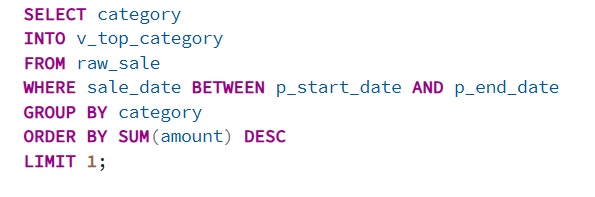 SELECT category
INTO v_top_category
FROM raw_sale
WHERE sale_date BETWEEN p_start_date AND p_end_date
GROUP BY category
ORDER BY SUM(amount) DESC
LIMIT 1;